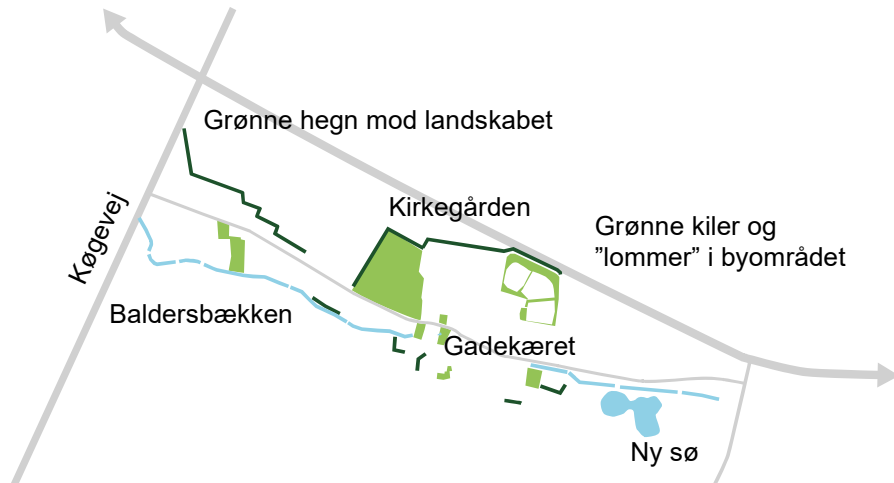 Grønne hegn mod landskabet
Kirkegården
Køgevej
Grønne kiler og
”lommer” i byområdet
Baldersbækken
Gadekæret
Ny sø